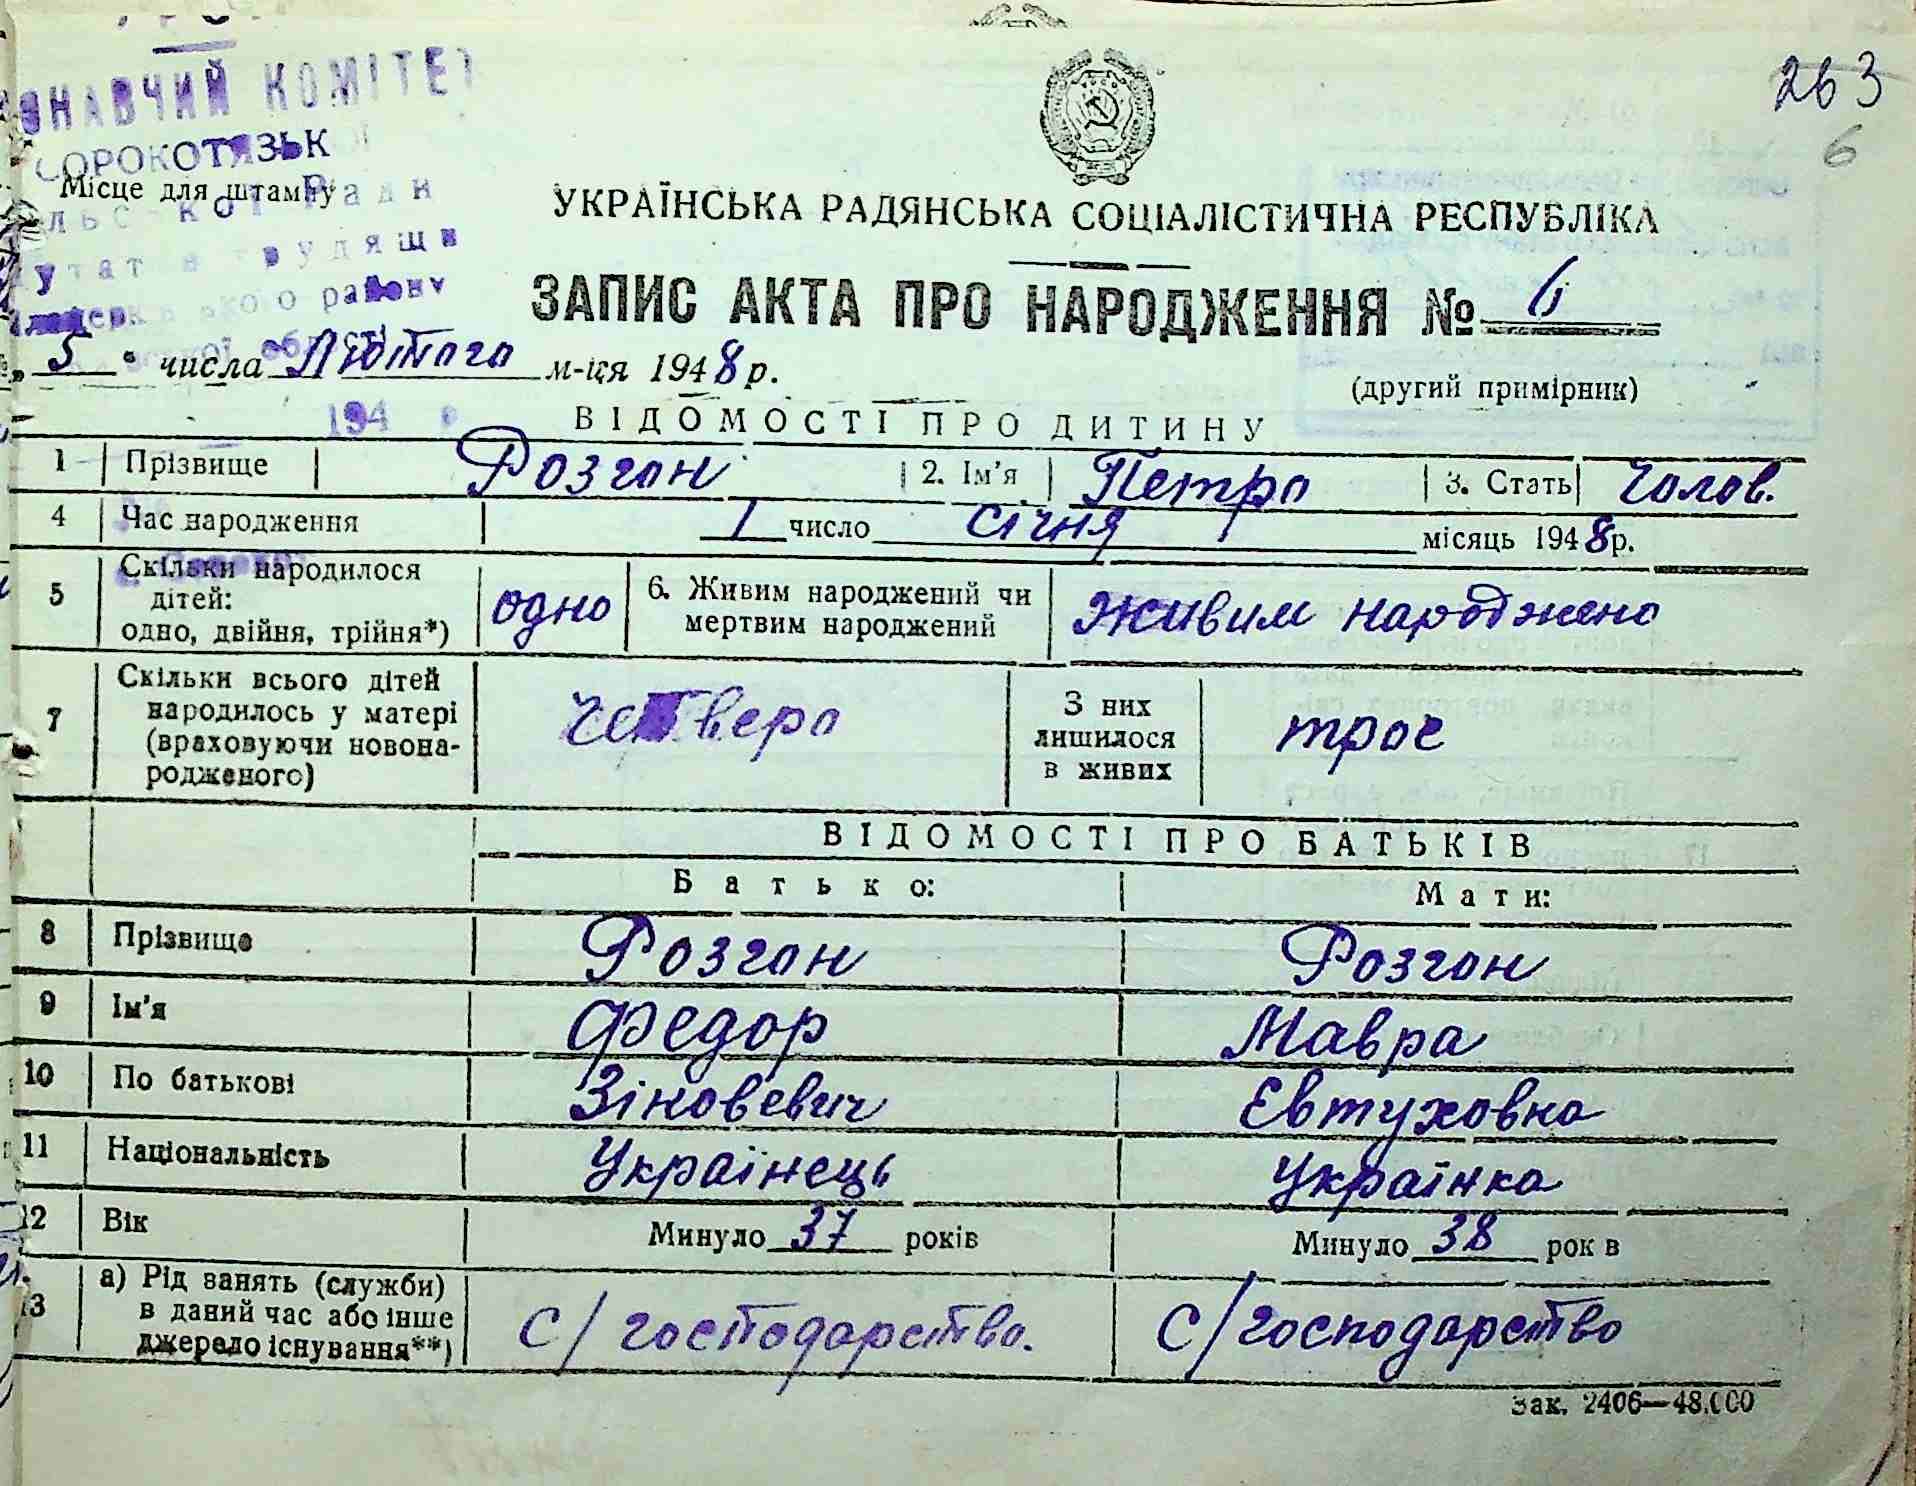 263
6
КОМІТЕТ
СОРОКОТЯЗЬК
Місце для штампу
району
УКРАЇНСЬКА РАДЯНСЬКА СОЦІАЛІСТИЧНА РЕСПУБЛІКА
ЗАПИС АКТА ПРО НАРОДЖЕННЯ № 6
„ 5 " числа Лютого м-ця 1948 р.
(другий примірник)
194 р
ВІДОМОСТІ ПРО ДИТИНУ
1 Прізвище Розгон 2. Ім'я Петро 3. Стать Чолов.
4 Час народження 1 число січня місяць 1948 р.
5 Скільки народилося
дітей:
одно, двійня, трійня*) одно
6. Живим народжений чи
мертвим народжений живим народжено
7 Скільки всього дітей
народилось у матері
(враховуючи новона-
родженого) Четверо
З них
лишилося
в живих троє
ВІДОМОСТІ ПРО БАТЬКІВ
Батько: Мати:
8 Прізвище Розгон Розгон
9 Ім'я Федор Мавра
10 По батькові Зіновевич Євтуховна
11 Національність Українець Українка
12 Вік Минуло 37 років Минуло 38 рок в
13 а) Рід занять (служби)
в даний час або інше
джерело існування**) с/господарство. с/господарство
Зак. 2406—48.000